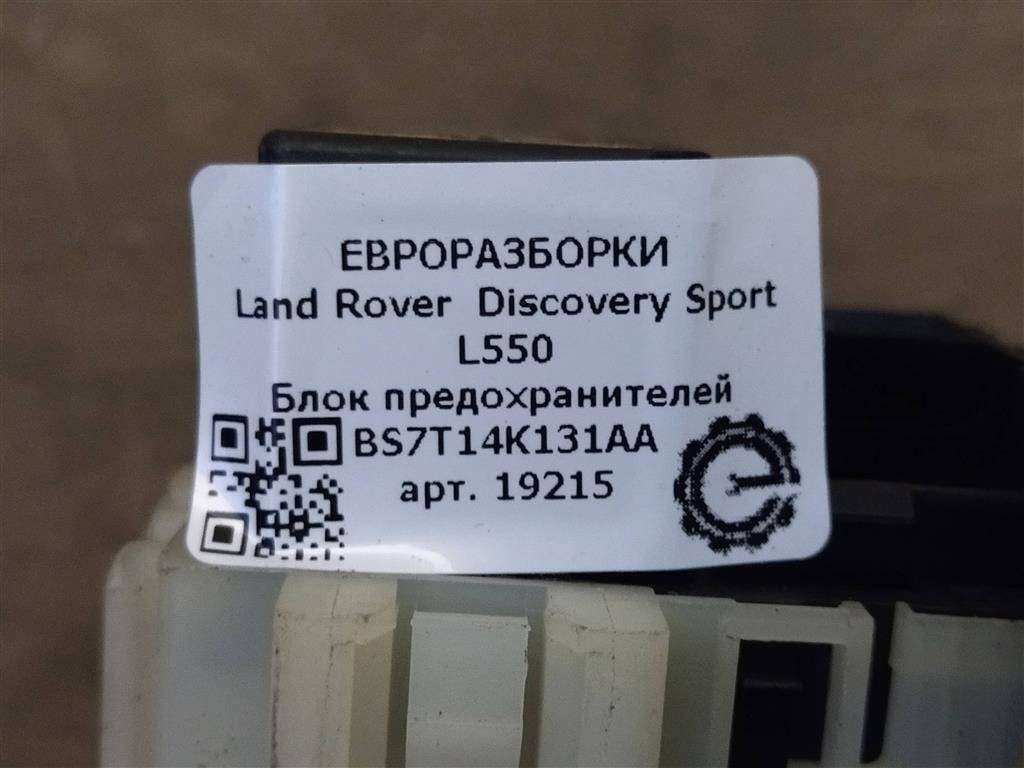 ЕВРОРАЗБОРКИ
Land Rover Discovery Sport
L550
Блок предохранителей
BS7T14K131AA
арт. 19215